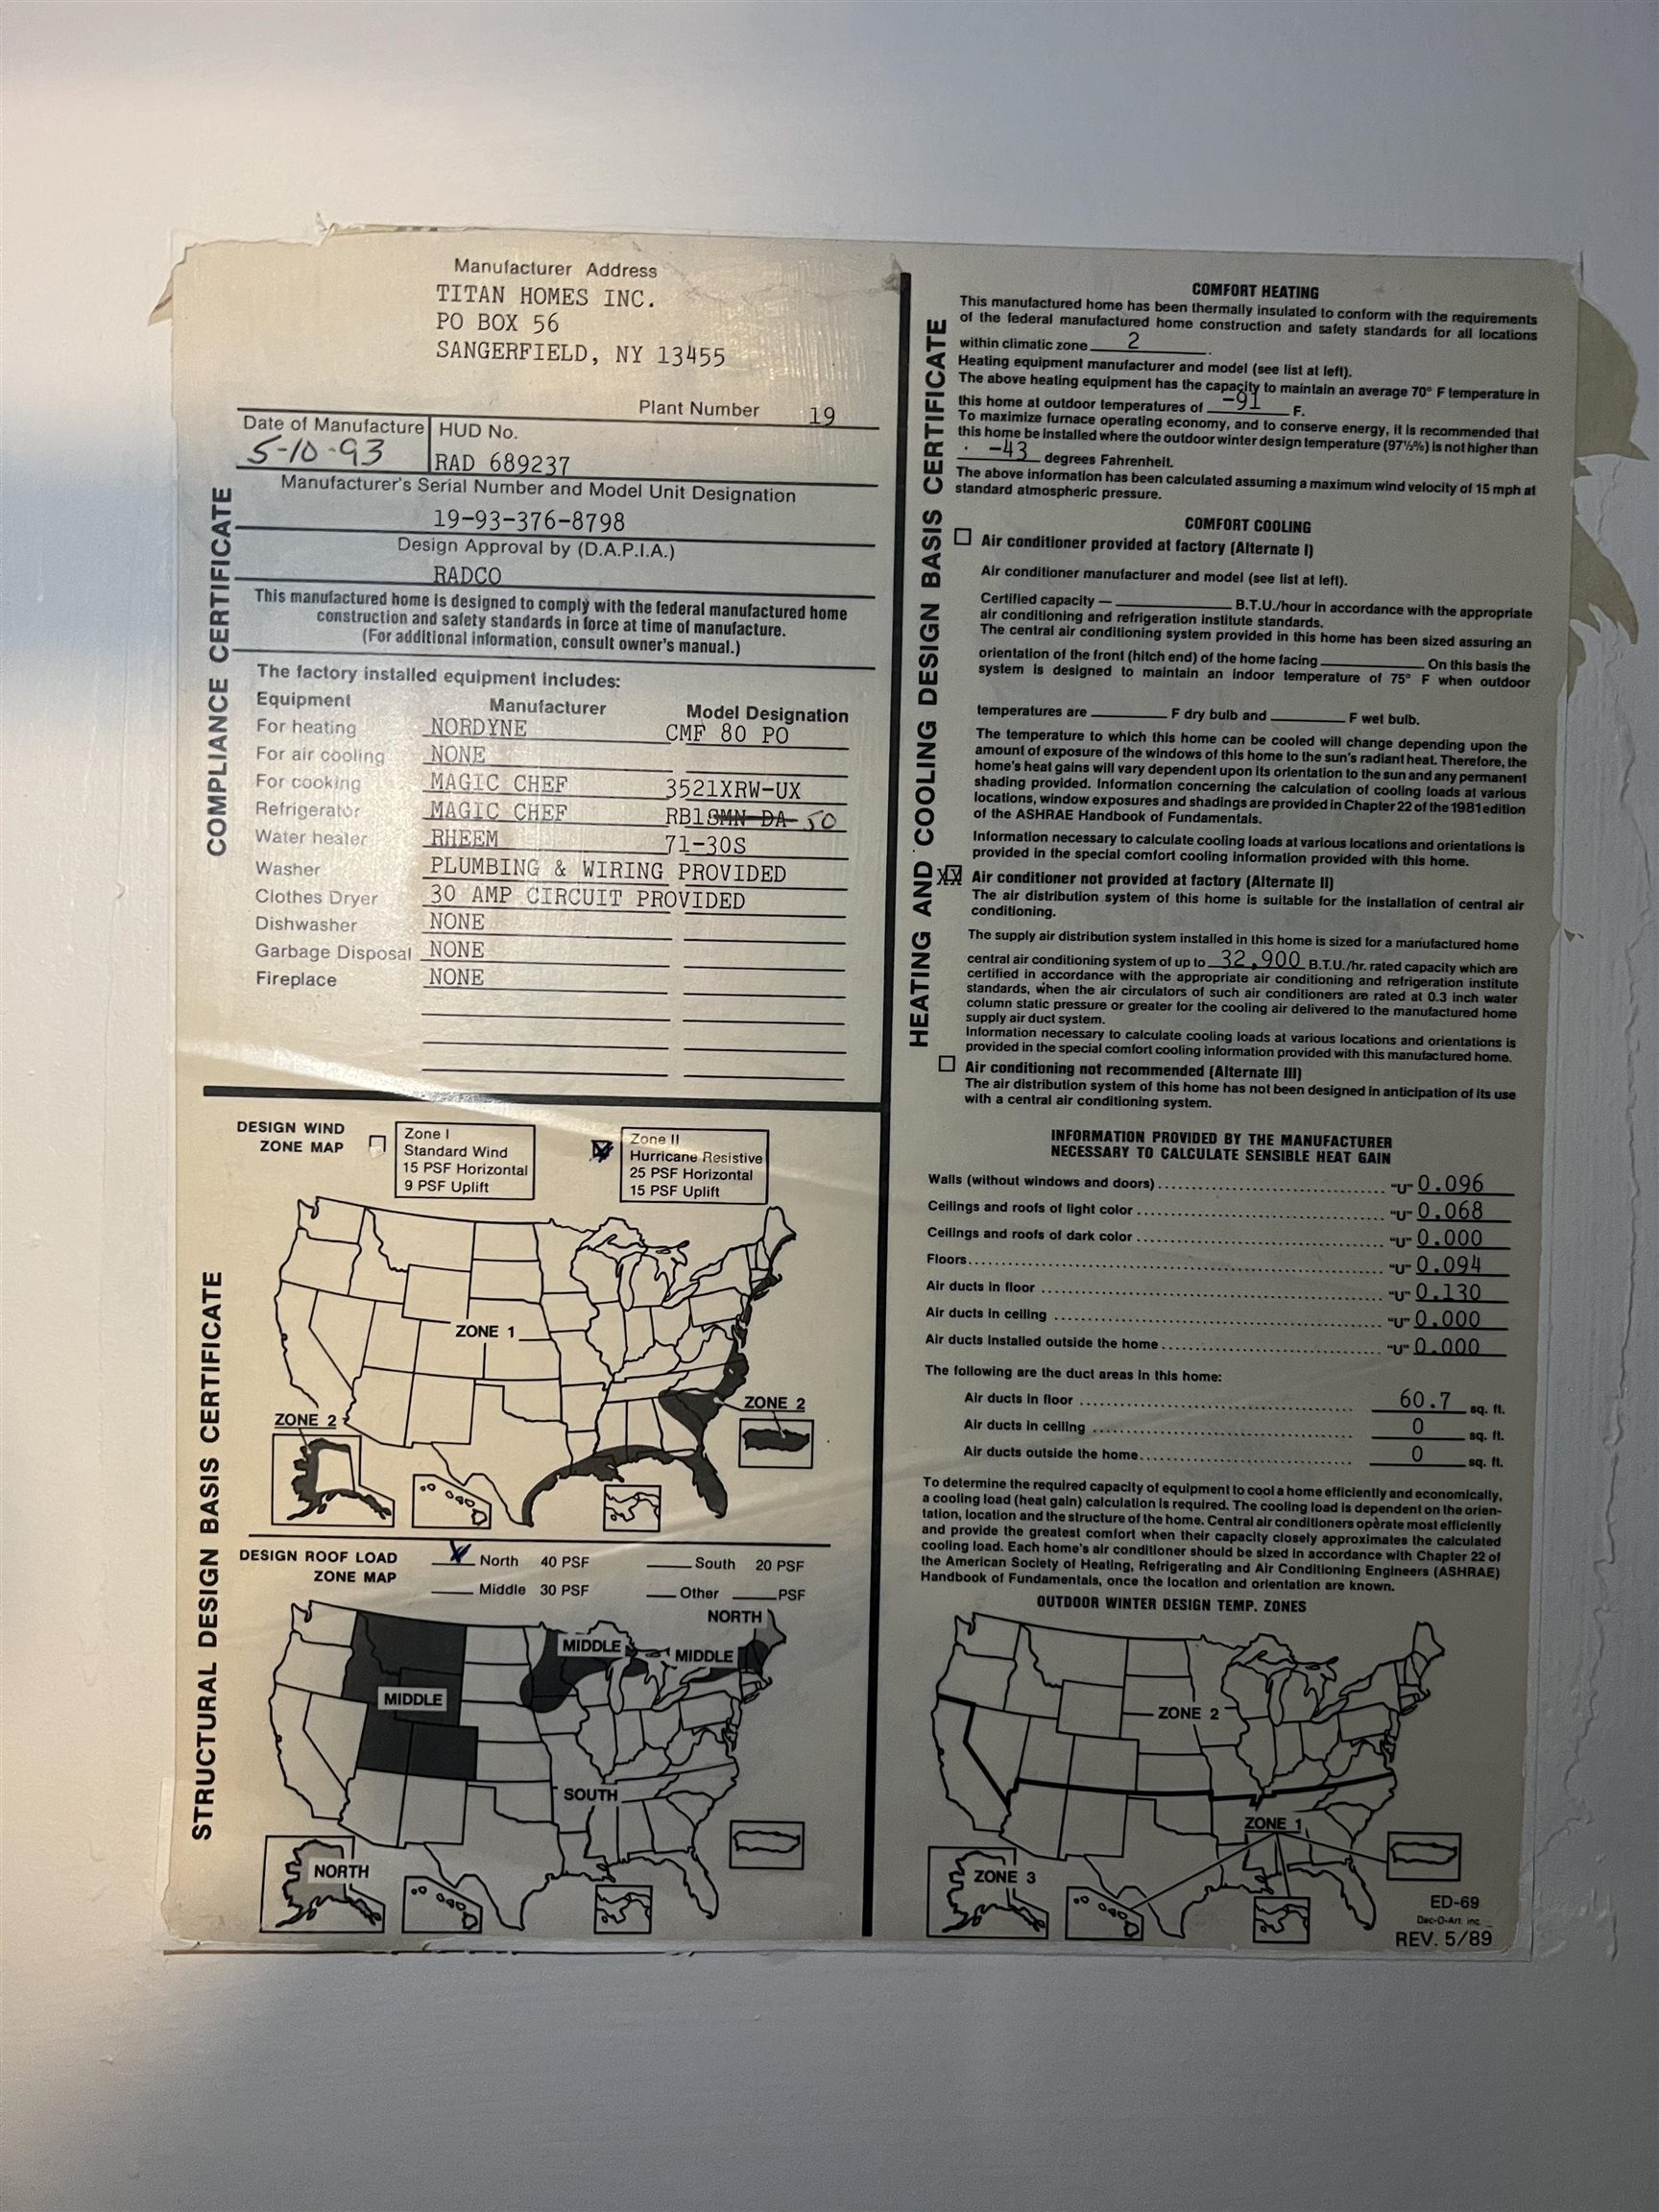 Manufacturer Address
TITAN HOMES INC.
PO BOX 56
SANGERFIELD, NY 13455
Plant Number 19
Date of Manufacture
5-10-93
HUD No.
RAD 689237
Manufacturer's Serial Number and Model Unit Designation
19-93-376-8798
Design Approval by (D.A.P.I.A.)
RADCO
This manufactured home is designed to comply with the federal manufactured home
construction and safety standards in force at time of manufacture.
(For additional information, consult owner's manual.)
COMPLIANCE CERTIFICATE
The factory installed equipment includes:
Equipment Manufacturer Model Designation
For heating NORDYNE CMF 80 PO
For air cooling NONE
For cooking MAGIC CHEF 3521XRW-UX
Refrigerator MAGIC CHEF RB1SMN-DA-50
Water heater RHEEM 71-30S
Washer PLUMBING & WIRING PROVIDED
Clothes Dryer 30 AMP CIRCUIT PROVIDED
Dishwasher NONE
Garbage Disposal NONE
Fireplace NONE
STRUCTURAL DESIGN BASIS CERTIFICATE
DESIGN WIND
ZONE MAP
Zone I
Standard Wind
15 PSF Horizontal
9 PSF Uplift
Zone II
Hurricane Resistive
25 PSF Horizontal
15 PSF Uplift
ZONE 1
ZONE 2
ZONE 2
DESIGN ROOF LOAD
ZONE MAP
X North 40 PSF
South 20 PSF
Middle 30 PSF
Other PSF
NORTH
MIDDLE
MIDDLE
MIDDLE
SOUTH
NORTH
HEATING AND COOLING DESIGN BASIS CERTIFICATE
COMFORT HEATING
This manufactured home has been thermally insulated to conform with the requirements
of the federal manufactured home construction and safety standards for all locations
within climatic zone 2.
Heating equipment manufacturer and model (see list at left).
The above heating equipment has the capacity to maintain an average 70° F temperature in
this home at outdoor temperatures of -91 F.
To maximize furnace operating economy, and to conserve energy, it is recommended that
this home be installed where the outdoor winter design temperature (97½%) is not higher than
-43 degrees Fahrenheit.
The above information has been calculated assuming a maximum wind velocity of 15 mph at
standard atmospheric pressure.
COMFORT COOLING
Air conditioner provided at factory (Alternate I)
Air conditioner manufacturer and model (see list at left).
Certified capacity — B.T.U./hour in accordance with the appropriate
air conditioning and refrigeration institute standards.
The central air conditioning system provided in this home has been sized assuring an
orientation of the front (hitch end) of the home facing On this basis the
system is designed to maintain an indoor temperature of 75° F when outdoor
temperatures are F dry bulb and F wet bulb.
The temperature to which this home can be cooled will change depending upon the
amount of exposure of the windows of this home to the sun's radiant heat. Therefore, the
home's heat gains will vary dependent upon its orientation to the sun and any permanent
shading provided. Information concerning the calculation of cooling loads at various
locations, window exposures and shadings are provided in Chapter 22 of the 1981 edition
of the ASHRAE Handbook of Fundamentals.
Information necessary to calculate cooling loads at various locations and orientations is
provided in the special comfort cooling information provided with this home.
XX Air conditioner not provided at factory (Alternate II)
The air distribution system of this home is suitable for the installation of central air
conditioning.
The supply air distribution system installed in this home is sized for a manufactured home
central air conditioning system of up to 32,900 B.T.U./hr. rated capacity which are
certified in accordance with the appropriate air conditioning and refrigeration institute
standards, when the air circulators of such air conditioners are rated at 0.3 inch water
column static pressure or greater for the cooling air delivered to the manufactured home
supply air duct system.
Information necessary to calculate cooling loads at various locations and orientations is
provided in the special comfort cooling information provided with this manufactured home.
Air conditioning not recommended (Alternate III)
The air distribution system of this home has not been designed in anticipation of its use
with a central air conditioning system.
INFORMATION PROVIDED BY THE MANUFACTURER
NECESSARY TO CALCULATE SENSIBLE HEAT GAIN
Walls (without windows and doors) "U" 0.096
Ceilings and roofs of light color "U" 0.068
Ceilings and roofs of dark color "U" 0.000
Floors "U" 0.094
Air ducts in floor "U" 0.130
Air ducts in ceiling "U" 0.000
Air ducts installed outside the home "U" 0.000
The following are the duct areas in this home:
Air ducts in floor 60.7 sq. ft.
Air ducts in ceiling 0 sq. ft.
Air ducts outside the home 0 sq. ft.
To determine the required capacity of equipment to cool a home efficiently and economically,
a cooling load (heat gain) calculation is required. The cooling load is dependent on the orien-
tation, location and the structure of the home. Central air conditioners operate most efficiently
and provide the greatest comfort when their capacity closely approximates the calculated
cooling load. Each home's air conditioner should be sized in accordance with Chapter 22 of
the American Society of Heating, Refrigerating and Air Conditioning Engineers (ASHRAE)
Handbook of Fundamentals, once the location and orientation are known.
OUTDOOR WINTER DESIGN TEMP. ZONES
ZONE 2
ZONE 1
ZONE 3
ED-69
Dec-O-Art inc.
REV. 5/89